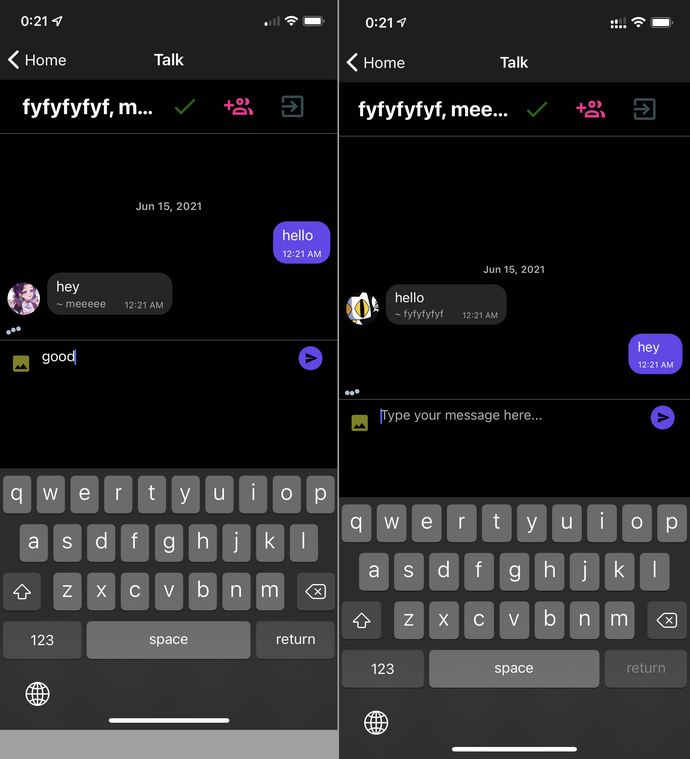 0:21
Home
Talk
fyfyfyfyf, m...
Jun 15, 2021
hello
12:21 AM
hey
~ meeeee 12:21 AM
good
q w e r t y u i o p
a s d f g h j k l
z x c v b n m
123 space return
0:21
Home
Talk
fyfyfyfyf, mee...
Jun 15, 2021
hello
~ fyfyfyfyf 12:21 AM
hey
12:21 AM
Type your message here...
q w e r t y u i o p
a s d f g h j k l
z x c v b n m
123 space return